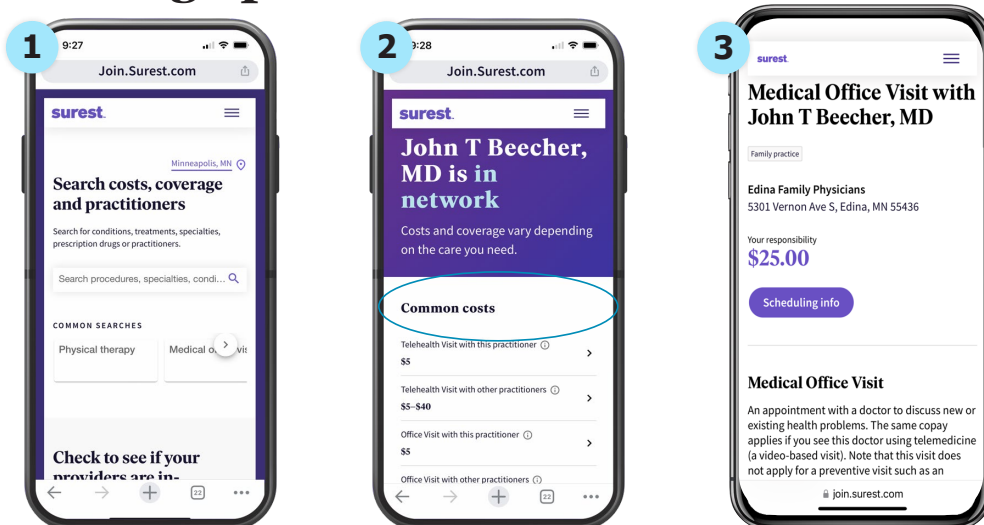 1
9:27
Join.Surest.com
surest.
Minneapolis, MN
Search costs, coverage
and practitioners
Search for conditions, treatments, specialties,
prescription drugs or practitioners.
Search procedures, specialties, condi...
COMMON SEARCHES
Physical therapy
Medical o
Check to see if your
providers are in-
22
2
9:28
Join.Surest.com
surest.
John T Beecher,
MD is in
network
Costs and coverage vary depending
on the care you need.
Common costs
Telehealth Visit with this practitioner
$5
Telehealth Visit with other practitioners
$5–$40
Office Visit with this practitioner
$5
Office Visit with other practitioners
22
3
surest.
Medical Office Visit with
John T Beecher, MD
Family practice
Edina Family Physicians
5301 Vernon Ave S, Edina, MN 55436
Your responsibility
$25.00
Scheduling info
Medical Office Visit
An appointment with a doctor to discuss new or
existing health problems. The same copay
applies if you see this doctor using telemedicine
(a video-based visit). Note that this visit does
not apply for a preventive visit such as an
join.surest.com